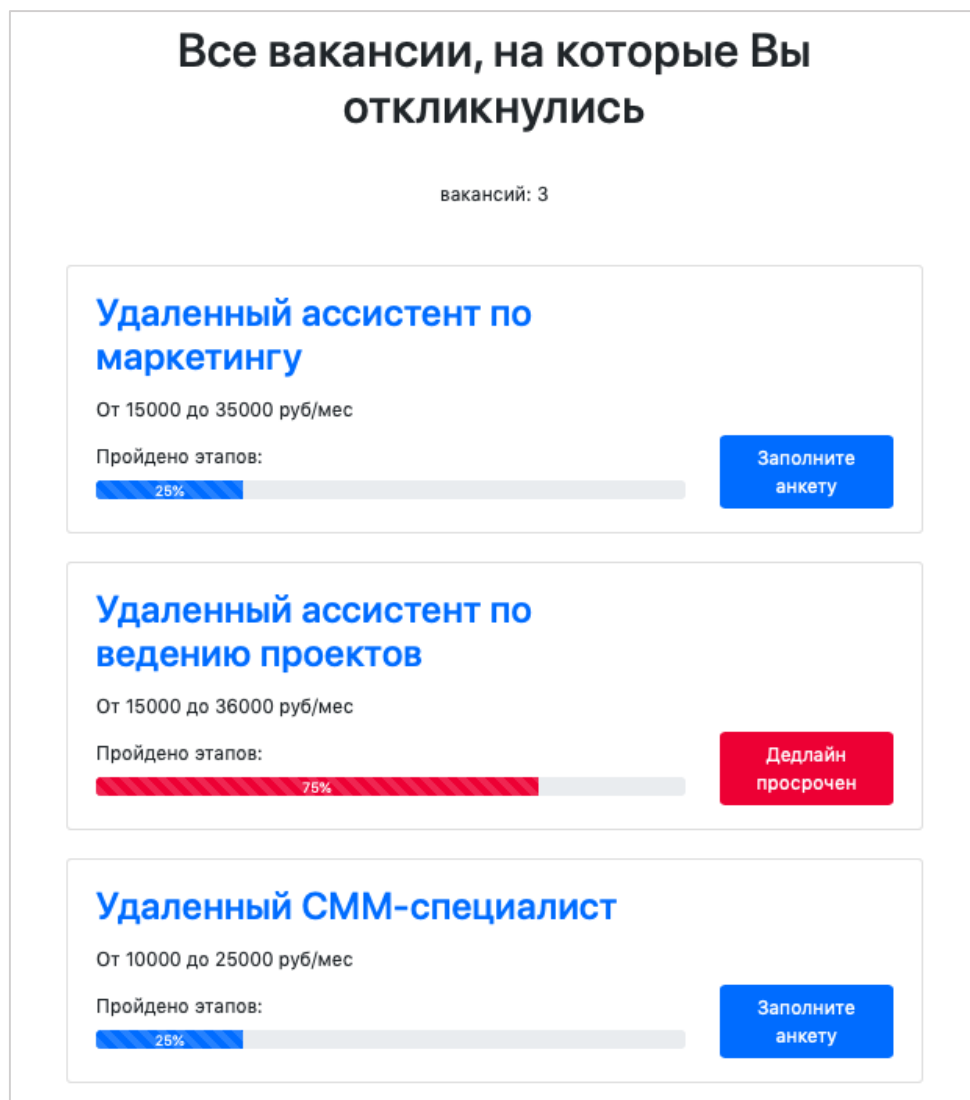 Все вакансии, на которые Вы
откликнулись
вакансий: 3
Удаленный ассистент по
маркетингу
От 15000 до 35000 руб/мес
Пройдено этапов:
25%
Заполните
анкету
Удаленный ассистент по
ведению проектов
От 15000 до 36000 руб/мес
Пройдено этапов:
75%
Дедлайн
просрочен
Удаленный СММ-специалист
От 10000 до 25000 руб/мес
Пройдено этапов:
25%
Заполните
анкету